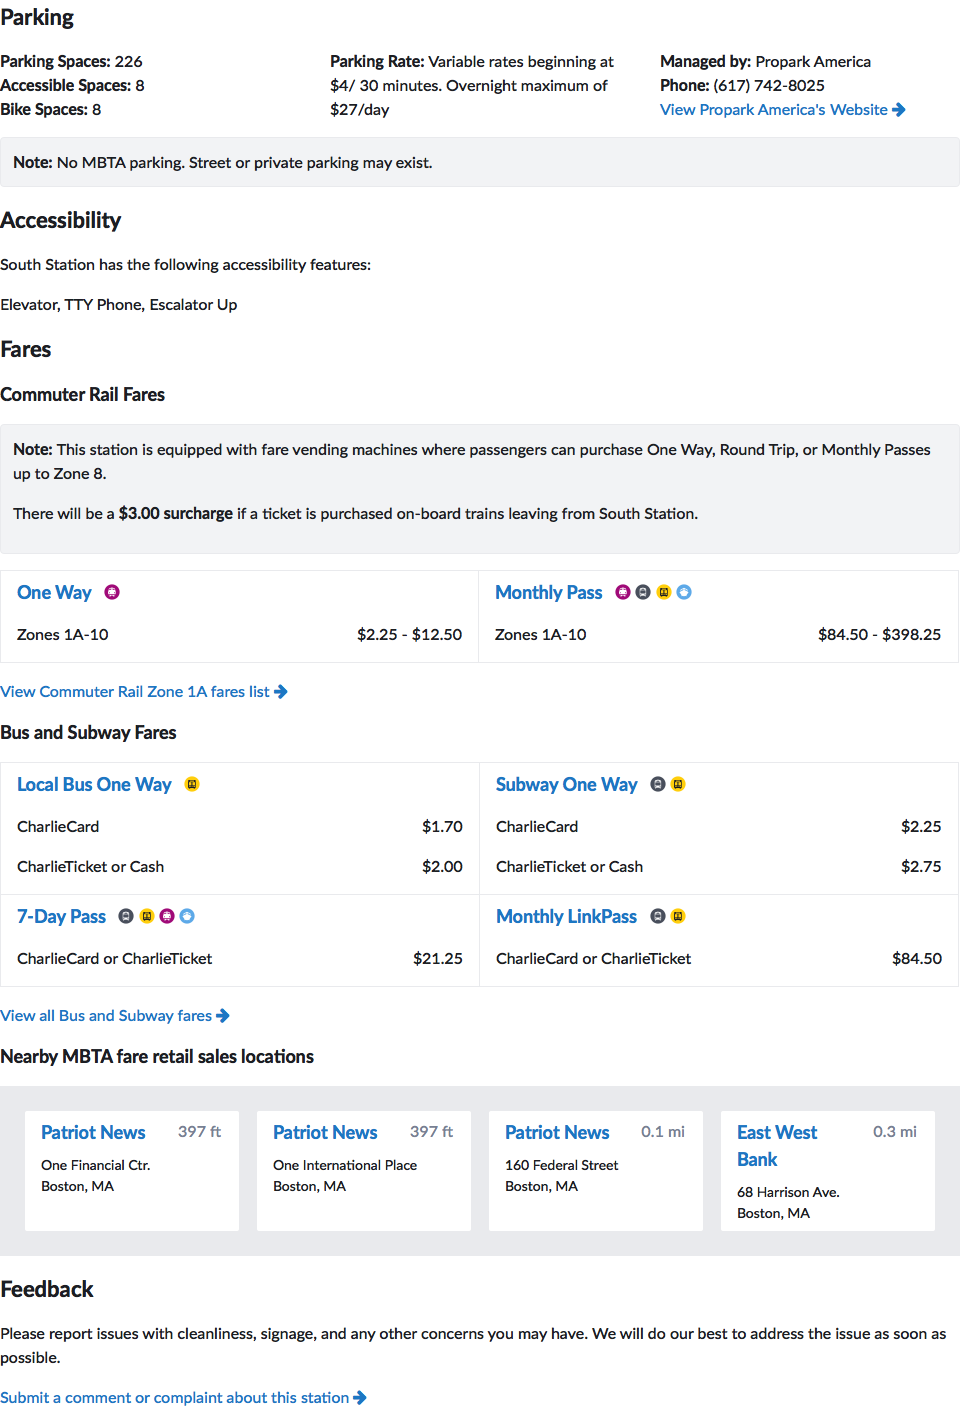 Parking
Parking Spaces: 226
Accessible Spaces: 8
Bike Spaces: 8
Parking Rate: Variable rates beginning at
$4/ 30 minutes. Overnight maximum of
$27/day
Managed by: Propark America
Phone: (617) 742-8025
View Propark America's Website
Note: No MBTA parking. Street or private parking may exist.
Accessibility
South Station has the following accessibility features:
Elevator, TTY Phone, Escalator Up
Fares
Commuter Rail Fares
Note: This station is equipped with fare vending machines where passengers can purchase One Way, Round Trip, or Monthly Passes
up to Zone 8.
There will be a $3.00 surcharge if a ticket is purchased on-board trains leaving from South Station.
One Way
Zones 1A-10 $2.25 - $12.50
Monthly Pass
Zones 1A-10 $84.50 - $398.25
View Commuter Rail Zone 1A fares list
Bus and Subway Fares
Local Bus One Way
CharlieCard $1.70
CharlieTicket or Cash $2.00
Subway One Way
CharlieCard $2.25
CharlieTicket or Cash $2.75
7-Day Pass
CharlieCard or CharlieTicket $21.25
Monthly LinkPass
CharlieCard or CharlieTicket $84.50
View all Bus and Subway fares
Nearby MBTA fare retail sales locations
Patriot News 397 ft
One Financial Ctr.
Boston, MA
Patriot News 397 ft
One International Place
Boston, MA
Patriot News 0.1 mi
160 Federal Street
Boston, MA
East West 0.3 mi
Bank
68 Harrison Ave.
Boston, MA
Feedback
Please report issues with cleanliness, signage, and any other concerns you may have. We will do our best to address the issue as soon as
possible.
Submit a comment or complaint about this station